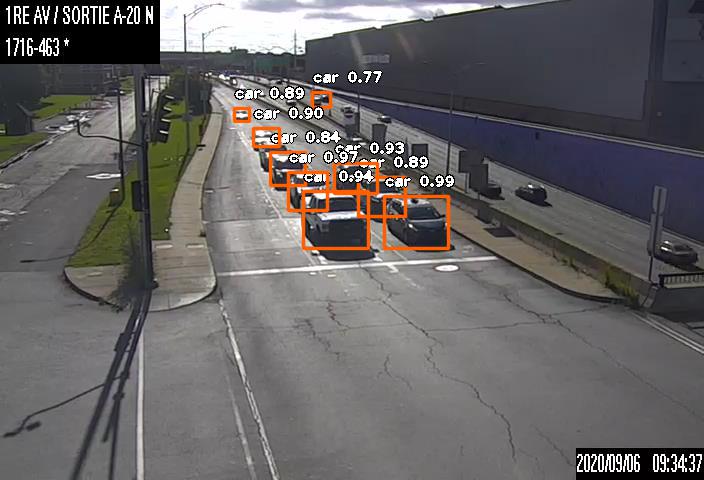 1RE AV / SORTIE A-20 N
1716-463 *
car 0.77
car 0.89
car 0.90
car 0.84
car 0.93
car 0.97
car 0.89
car 0.94
car 0.99
2020/09/06 09:34:37